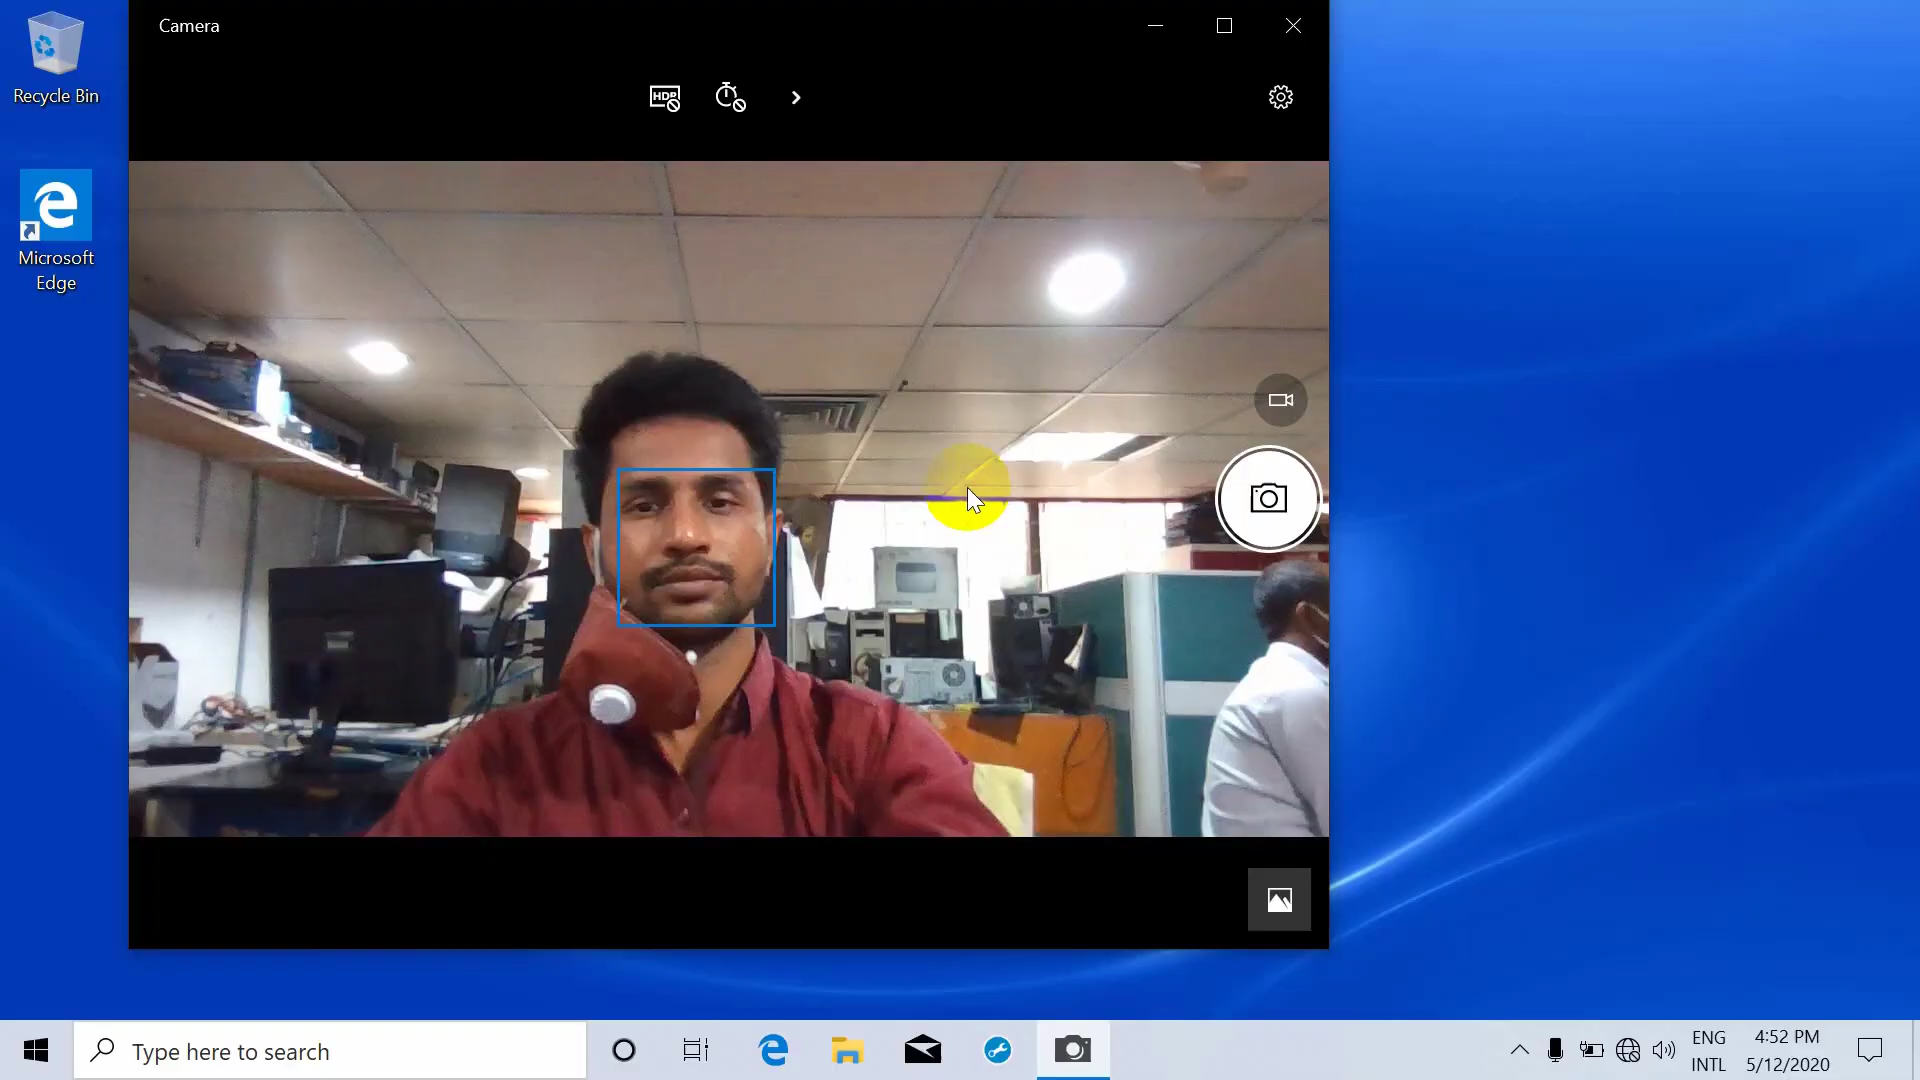 Camera
HDR
Recycle Bin
Microsoft
Edge
Type here to search
ENG
INTL
4:52 PM
5/12/2020